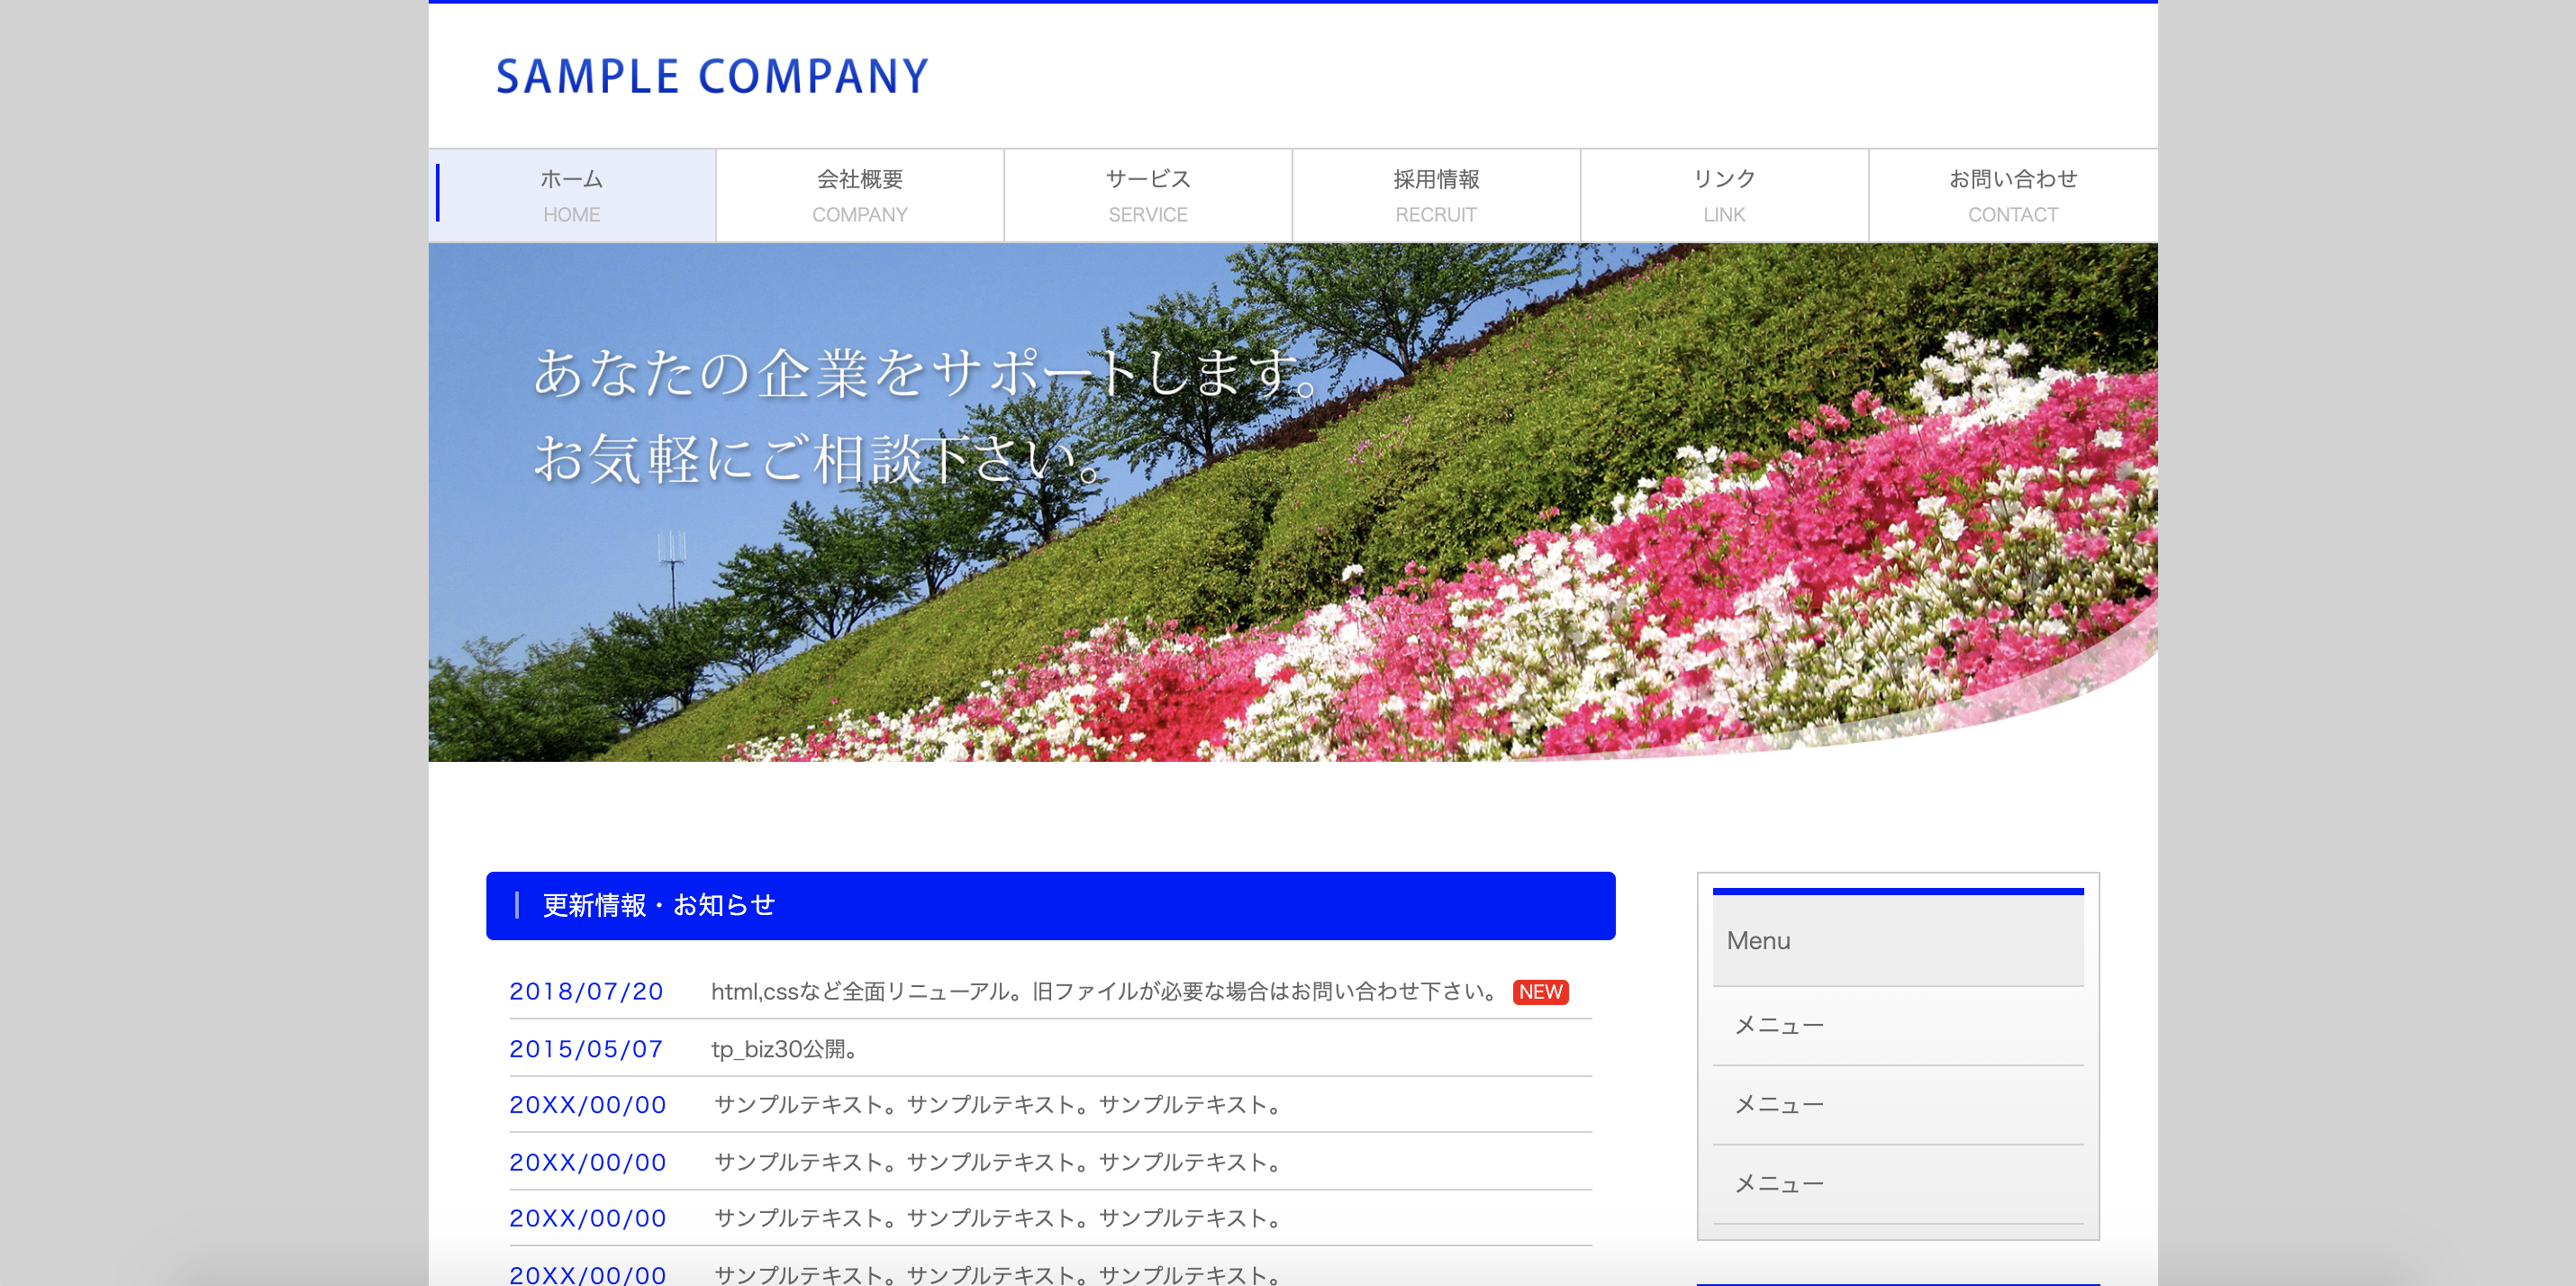 SAMPLE COMPANY
ホーム
HOME
会社概要
COMPANY
サービス
SERVICE
採用情報
RECRUIT
リンク
LINK
お問い合わせ
CONTACT
あなたの企業をサポートします。
お気軽にご相談下さい。
更新情報・お知らせ
2018/07/20 html,cssなど全面リニューアル。旧ファイルが必要な場合はお問い合わせ下さい。 NEW
2015/05/07 tp_biz30公開。
20XX/00/00 サンプルテキスト。サンプルテキスト。サンプルテキスト。
20XX/00/00 サンプルテキスト。サンプルテキスト。サンプルテキスト。
20XX/00/00 サンプルテキスト。サンプルテキスト。サンプルテキスト。
20XX/00/00 サンプルテキスト。サンプルテキスト。サンプルテキスト。
Menu
メニュー
メニュー
メニュー